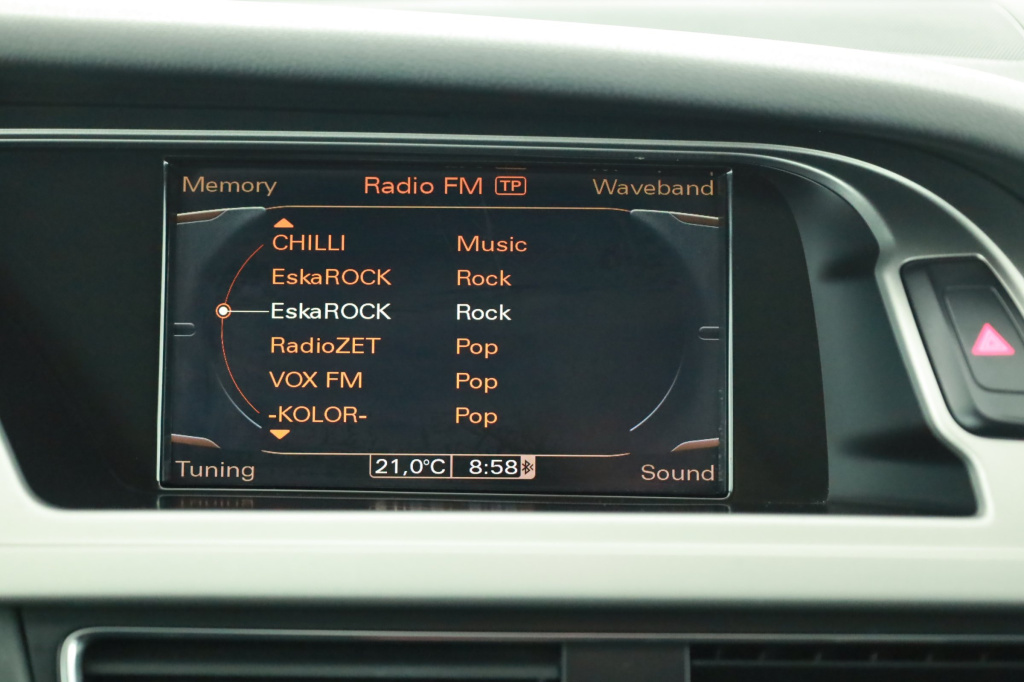 Memory Radio FM TP Waveband
CHILLI Music
EskaROCK Rock
EskaROCK Rock
RadioZET Pop
VOX FM Pop
-KOLOR- Pop
Tuning 21,0°C 8:58 Sound